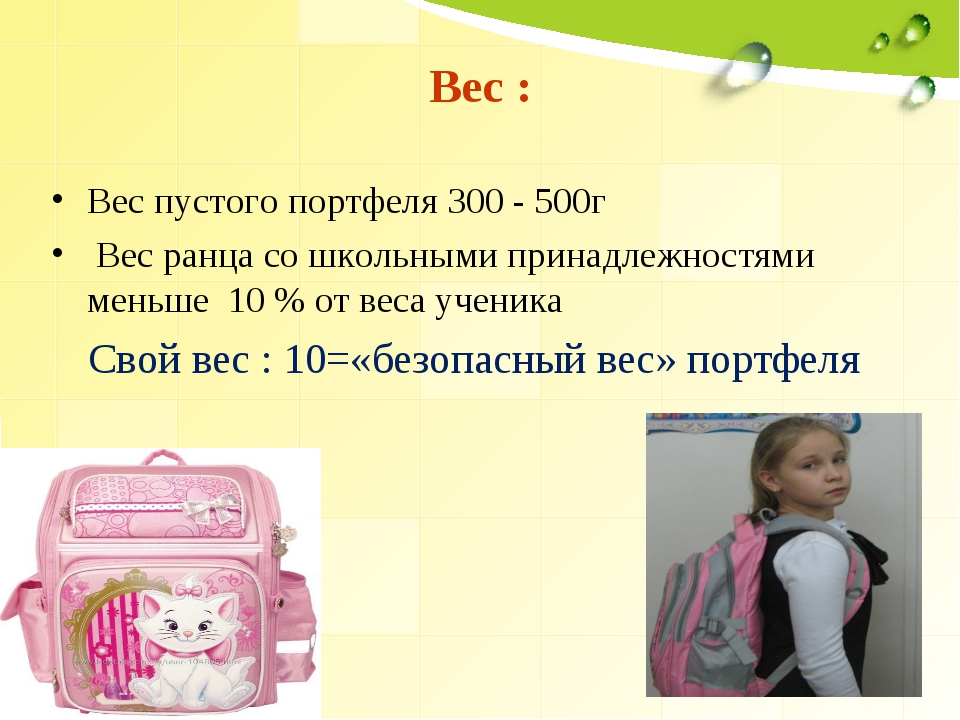 Вес :
• Вес пустого портфеля 300 - 500г
• Вес ранца со школьными принадлежностями
меньше 10 % от веса ученика
Свой вес : 10=«безопасный вес» портфеля